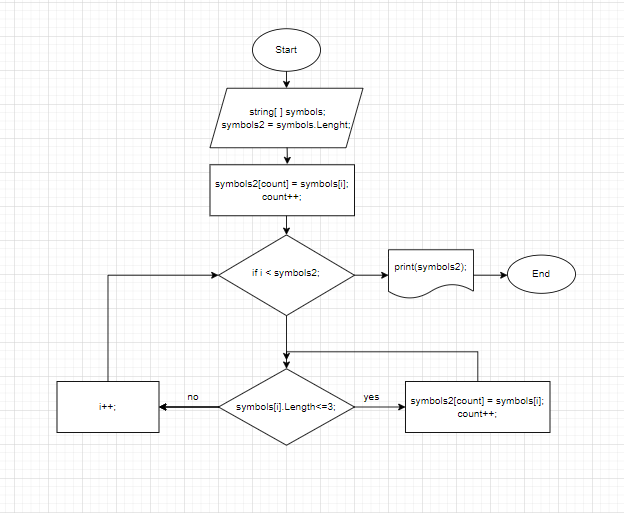 Start
string[ ] symbols;
symbols2 = symbols.Lenght;
symbols2[count] = symbols[i];
count++;
if i < symbols2;
print(symbols2);
End
no
yes
i++;
symbols[i].Length<=3;
symbols2[count] = symbols[i];
count++;